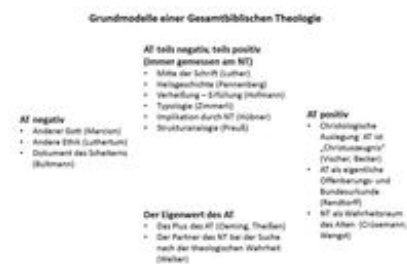 Grundmodelle einer Gesamtbiblischen Theologie
AT teils negativ, teils positiv
(immer gemessen am NT)
• Mitte der Schrift (Luther)
• Heilsgeschichte (Pannenberg)
• Verheißung – Erfüllung (Hofmann)
• Typologie (Zimmerli)
• Implikation durch NT (Hübner)
• Strukturanalogie (Preuß)
AT negativ
• Anderer Gott (Marcion)
• Andere Ethik (Luthertum)
• Dokument des Scheiterns
(Bultmann)
AT positiv
• Christologische
Auslegung: AT ist
„Christuszeugnis“
(Vischer, Becker)
• AT als eigentliche
Offenbarungs- und
Bundesurkunde
(Rendtorff)
• NT als Wahrheitsraum
des Alten (Crüsemann,
Wengst)
Der Eigenwert des AT
• Das Plus des AT (Oeming, Theißen)
• Der Partner des NT bei der Suche
nach der theologischen Wahrheit
(Welker)